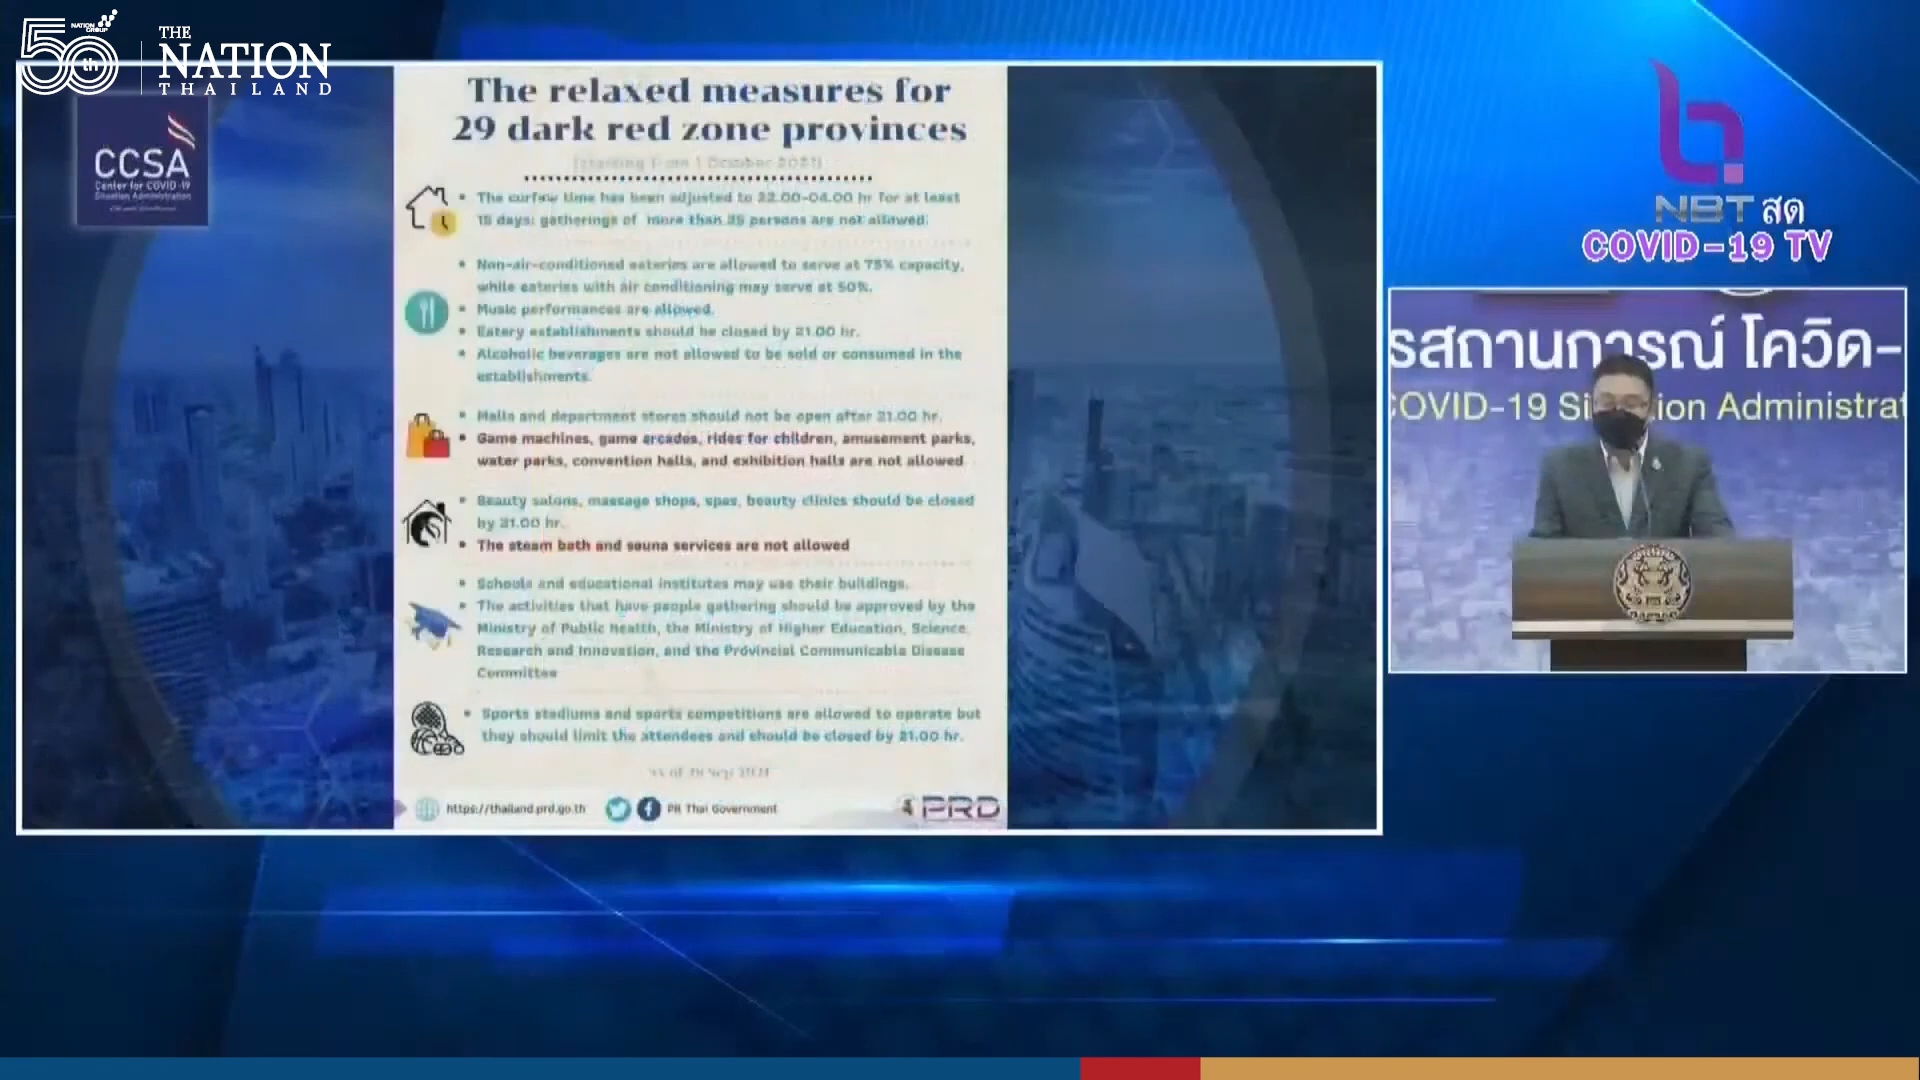 50th
NATION GROUP
THE
NATION
THAILAND
CCSA
Center for COVID-19
Situation Administration
The relaxed measures for
29 dark red zone provinces
(starting from 1 October 2021)
• The curfew time has been adjusted to 22.00-04.00 hr for at least
15 days; gatherings of more than 25 persons are not allowed.
• Non-air-conditioned eateries are allowed to serve at 75% capacity,
while eateries with air conditioning may serve at 50%.
• Music performances are allowed.
• Eatery establishments should be closed by 21.00 hr.
• Alcoholic beverages are not allowed to be sold or consumed in the
establishments.
• Malls and department stores should not be open after 21.00 hr.
• Game machines, game arcades, rides for children, amusement parks,
water parks, convention halls, and exhibition halls are not allowed
• Beauty salons, massage shops, spas, beauty clinics should be closed
by 21.00 hr.
• The steam bath and sauna services are not allowed
• Schools and educational institutes may use their buildings.
• The activities that have people gathering should be approved by the
Ministry of Public Health, the Ministry of Higher Education, Science,
Research and Innovation, and the Provincial Communicable Disease
Committee
• Sports stadiums and sports competitions are allowed to operate but
they should limit the attendees and should be closed by 21.00 hr.
https://thailand.prd.go.th
PR Thai Government
PRD
NBT สด
COVID-19 TV
รสถานการณ์ โควิด-
COVID-19 Si ion Administrat